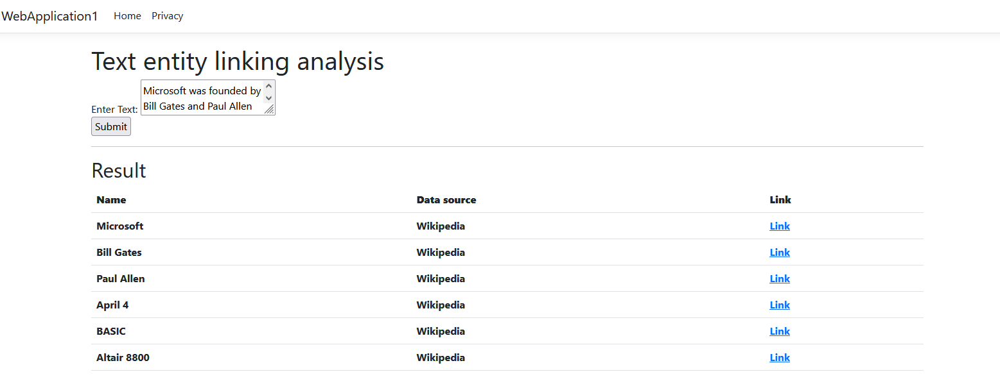 WebApplication1 Home Privacy
Text entity linking analysis
Microsoft was founded by
Enter Text: Bill Gates and Paul Allen
Submit
Result
Name Data source Link
Microsoft Wikipedia Link
Bill Gates Wikipedia Link
Paul Allen Wikipedia Link
April 4 Wikipedia Link
BASIC Wikipedia Link
Altair 8800 Wikipedia Link